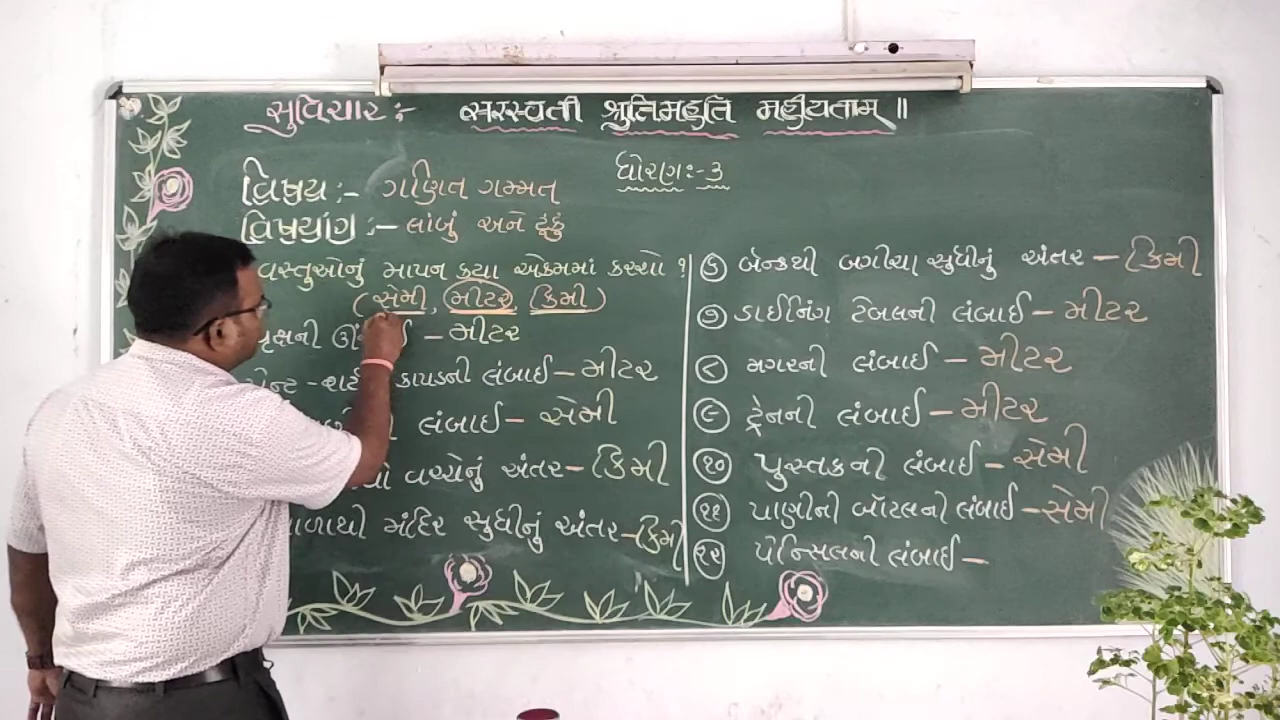 સુવિચાર :- સરસ્વતી શ્રુતિમહતિ મહીયતામ્ ॥
ધોરણઃ- ૩
વિષય :- ગણિત ગમ્મત
વિષયાંગ :- લાંબું અને ટૂંકું
વસ્તુઓનું માપન કયા એકમમાં કરશો ?
(સેમી, મીટર, કિમી)
વૃક્ષની – મીટર
પેન્ટ - શર્ટ કાપડની લંબાઈ – મીટર
લંબાઈ – સેમી
વચ્ચેનું અંતર – કિમી
મંદિર સુધીનું અંતર – કિમી
૬ બૅન્કથી બગીચા સુધીનું અંતર – કિમી
૭ ડાઈનિંગ ટેબલની લંબાઈ – મીટર
૮ મગરની લંબાઈ – મીટર
૯ ટ્રેનની લંબાઈ – મીટર
૧૦ પુસ્તકની લંબાઈ – સેમી
૧૧ પાણીની બૉટલની લંબાઈ – સેમી
૧૨ પેન્સિલની લંબાઈ –